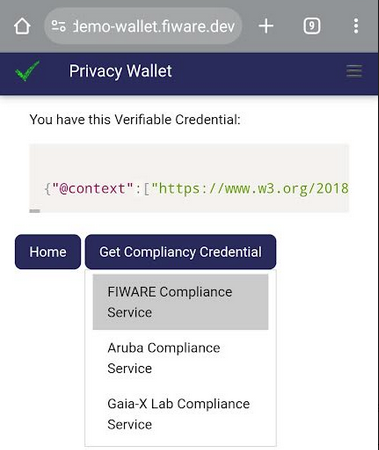 demo-wallet.fiware.dev
9
Privacy Wallet
You have this Verifiable Credential:
{"@context":["https://www.w3.org/2018
Home
Get Compliancy Credential
FIWARE Compliance
Service
Aruba Compliance
Service
Gaia-X Lab Compliance
Service